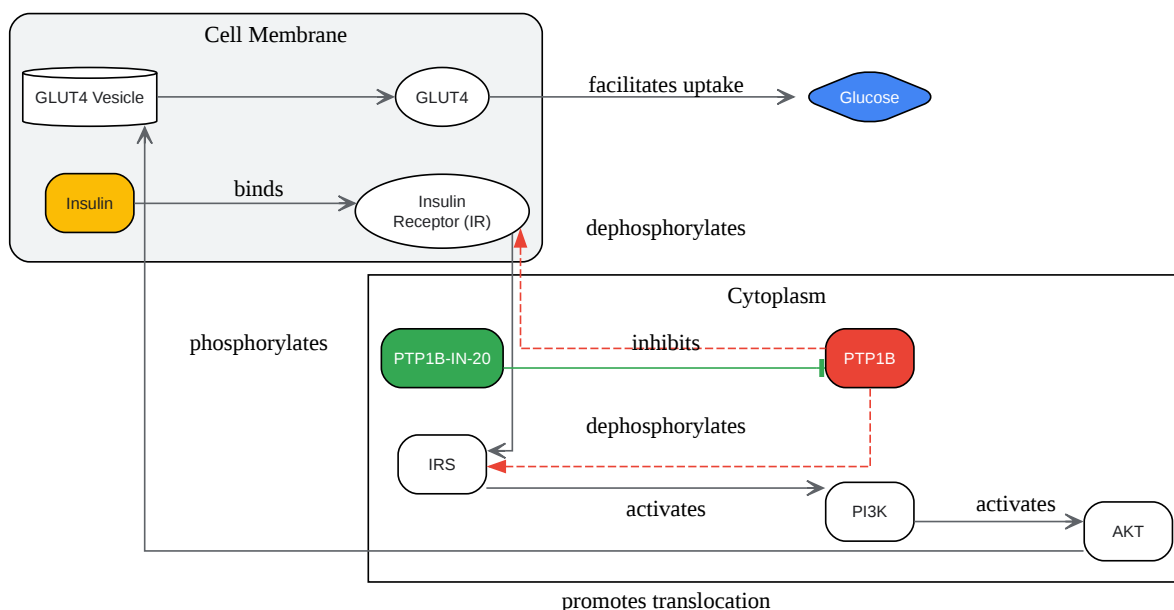 Cell Membrane
GLUT4 Vesicle
GLUT4
facilitates uptake
Glucose
Insulin
binds
Insulin
Receptor (IR)
dephosphorylates
Cytoplasm
phosphorylates
PTP1B-IN-20
inhibits
PTP1B
dephosphorylates
IRS
activates
PI3K
activates
AKT
promotes translocation